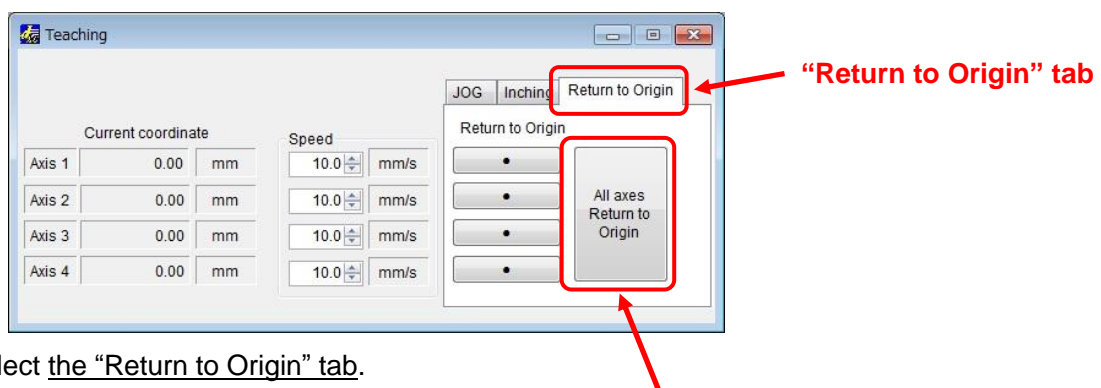 Teaching
“Return to Origin” tab
JOG Inching Return to Origin
Current coordinate Speed Return to Origin
Axis 1 0.00 mm 10.0 mm/s
Axis 2 0.00 mm 10.0 mm/s
Axis 3 0.00 mm 10.0 mm/s
Axis 4 0.00 mm 10.0 mm/s
All axes
Return to
Origin
lect the “Return to Origin” tab.